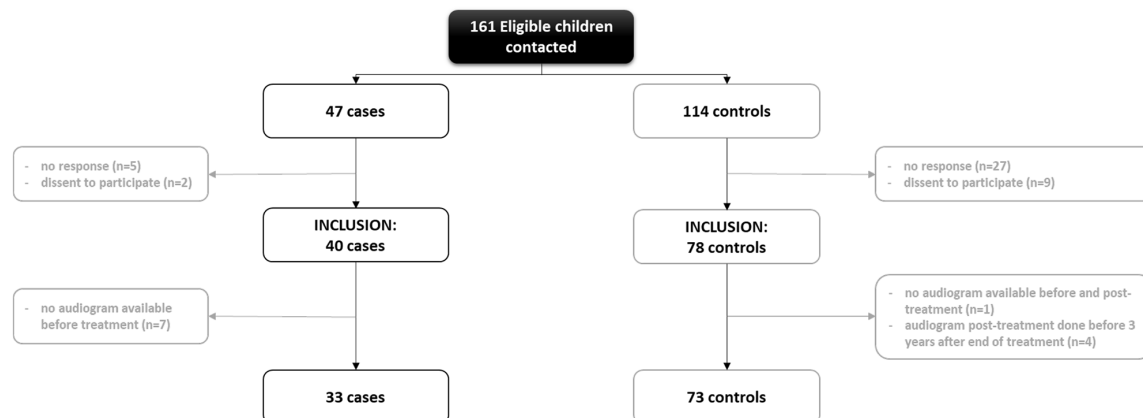 161 Eligible children
contacted
47 cases
114 controls
- no response (n=5)
- dissent to participate (n=2)
- no response (n=27)
- dissent to participate (n=9)
INCLUSION:
40 cases
INCLUSION:
78 controls
- no audiogram available
before treatment (n=7)
- no audiogram available before and post-
treatment (n=1)
- audiogram post-treatment done before 3
years after end of treatment (n=4)
33 cases
73 controls